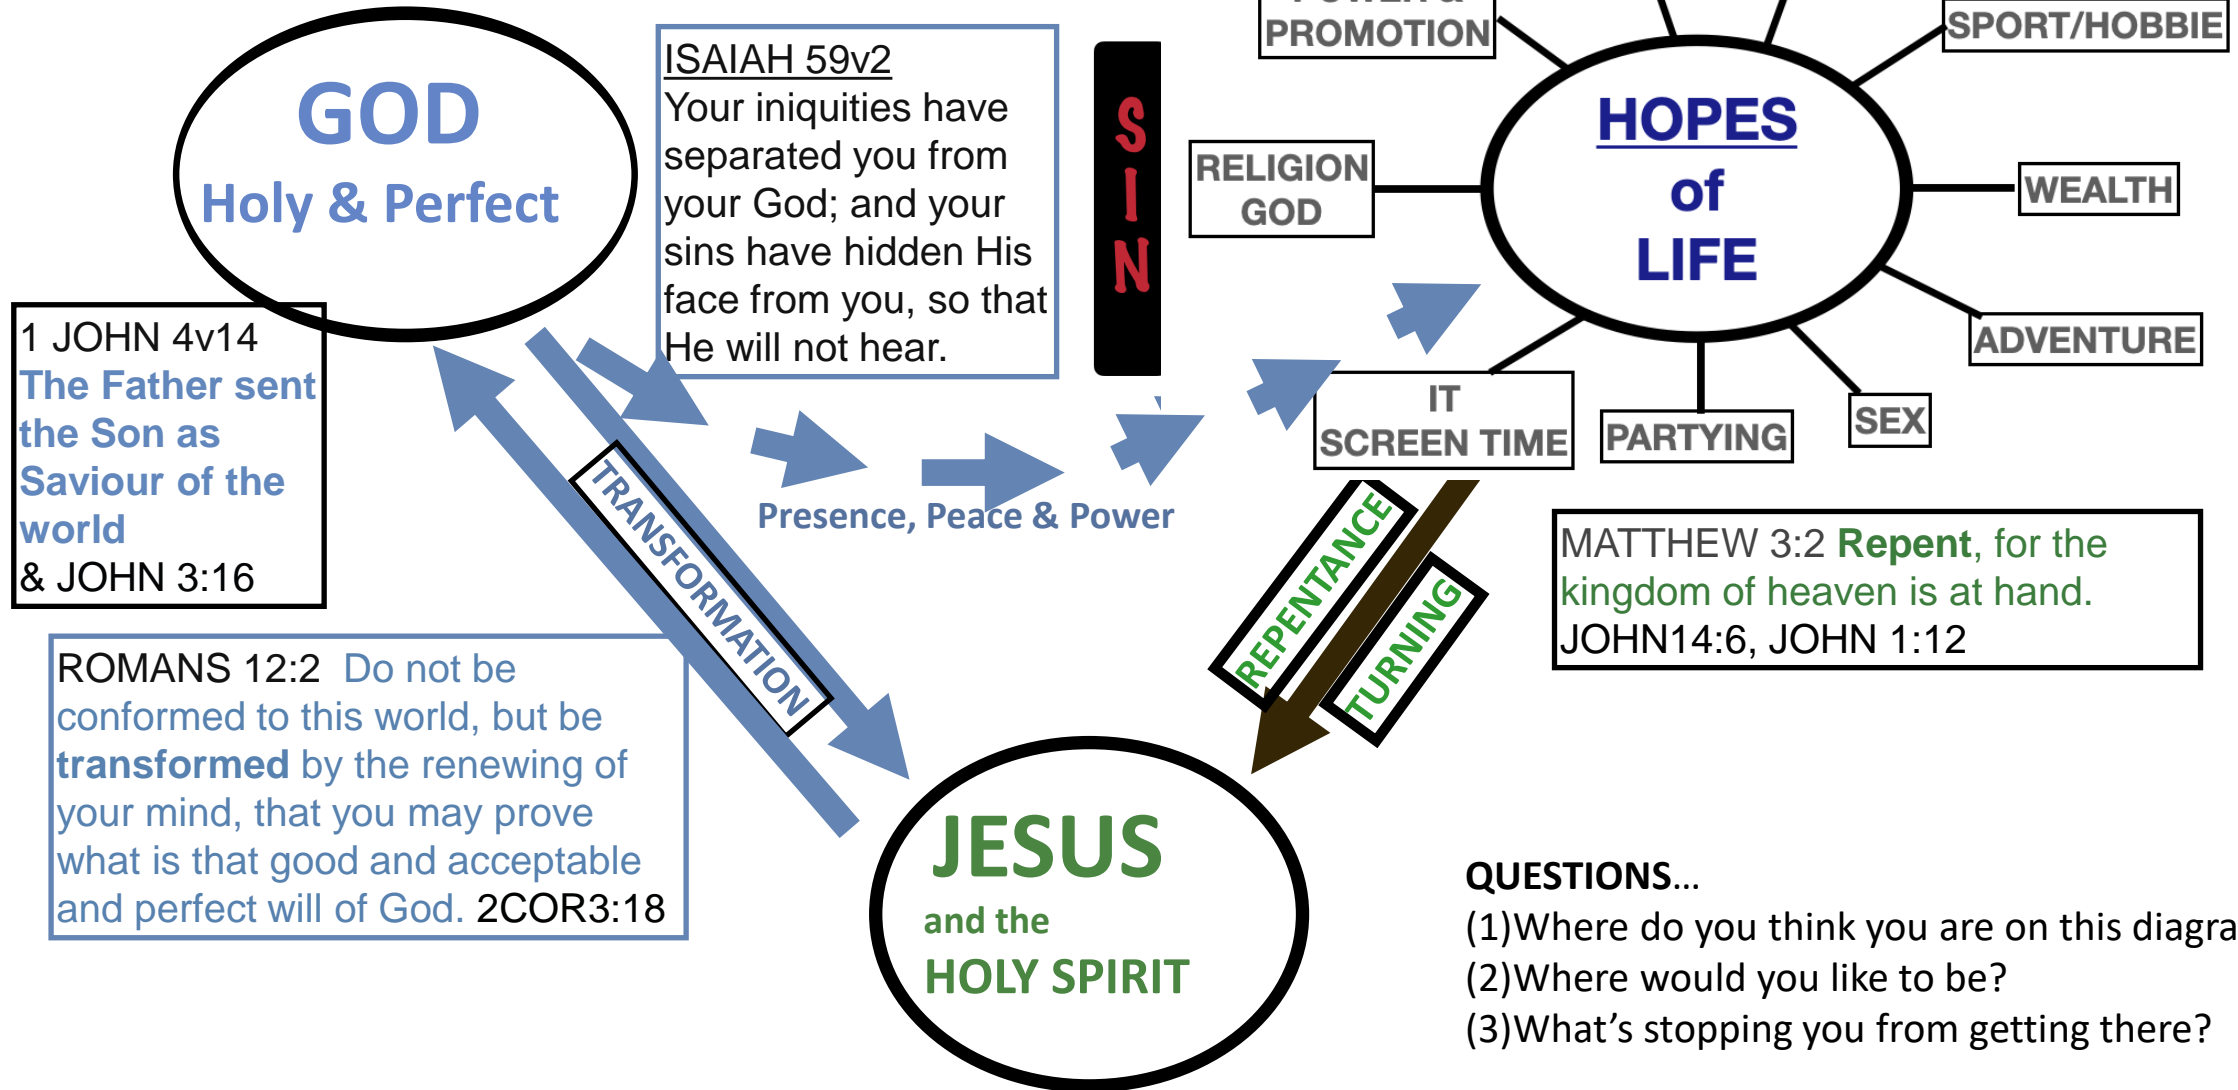 GOD
Holy & Perfect
ISAIAH 59v2
Your iniquities have
separated you from
your God; and your
sins have hidden His
face from you, so that
He will not hear.
S
I
N
POWER &
PROMOTION
SPORT/HOBBIE
RELIGION
GOD
HOPES
of
LIFE
WEALTH
ADVENTURE
SEX
PARTYING
IT
SCREEN TIME
1 JOHN 4v14
The Father sent
the Son as
Saviour of the
world
& JOHN 3:16
TRANSFORMATION
Presence, Peace & Power
REPENTANCE
TURNING
MATTHEW 3:2 Repent, for the
kingdom of heaven is at hand.
JOHN14:6, JOHN 1:12
ROMANS 12:2 Do not be
conformed to this world, but be
transformed by the renewing of
your mind, that you may prove
what is that good and acceptable
and perfect will of God. 2COR3:18
JESUS
and the
HOLY SPIRIT
QUESTIONS...
(1)Where do you think you are on this diagra
(2)Where would you like to be?
(3)What’s stopping you from getting there?